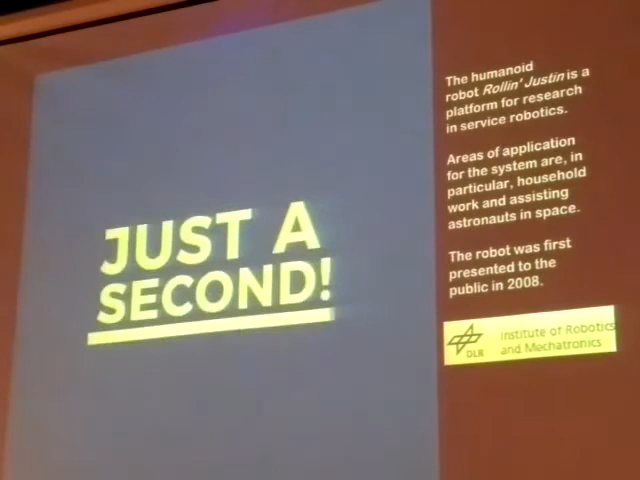 JUST A
SECOND!
The humanoid
robot Rollin' Justin is a
platform for research
in service robotics.
Areas of application
for the system are, in
particular, household
work and assisting
astronauts in space.
The robot was first
presented to the
public in 2008.
DLR
Institute of Robotics
and Mechatronics